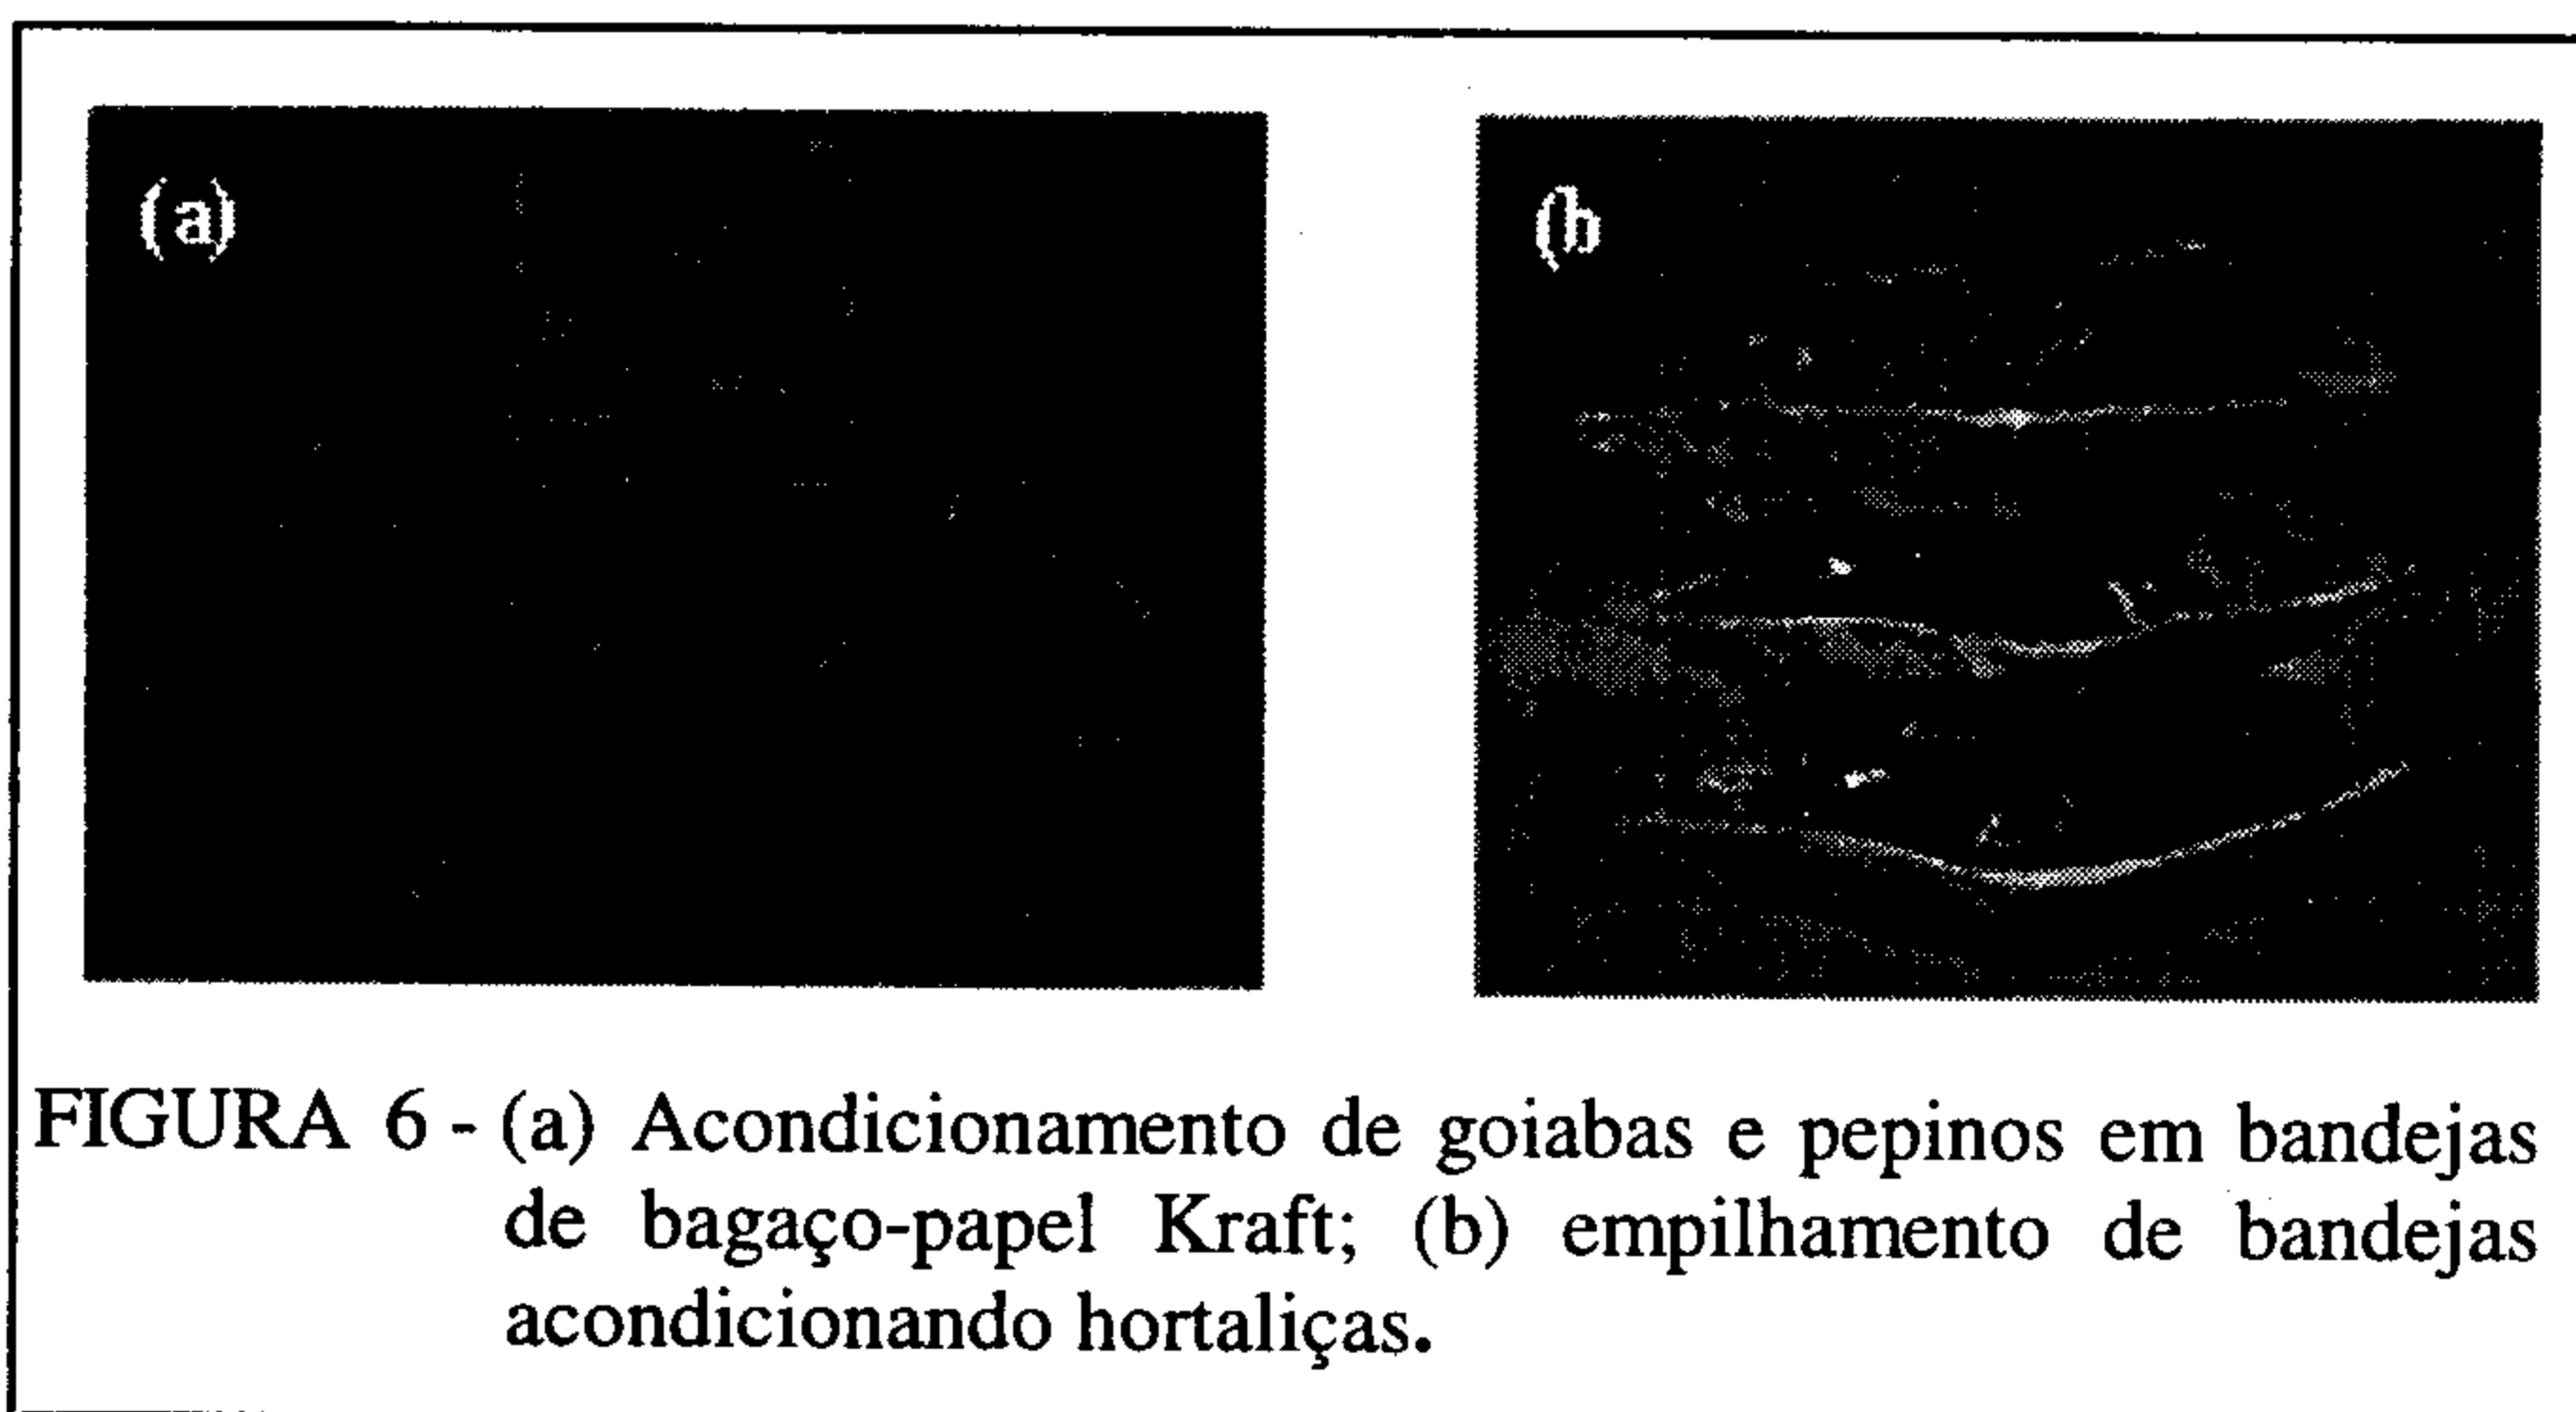 (a)
(b
FIGURA 6 - (a) Acondicionamento de goiabas e pepinos em bandejas
de bagaço-papel Kraft; (b) empilhamento de bandejas
acondicionando hortaliças.